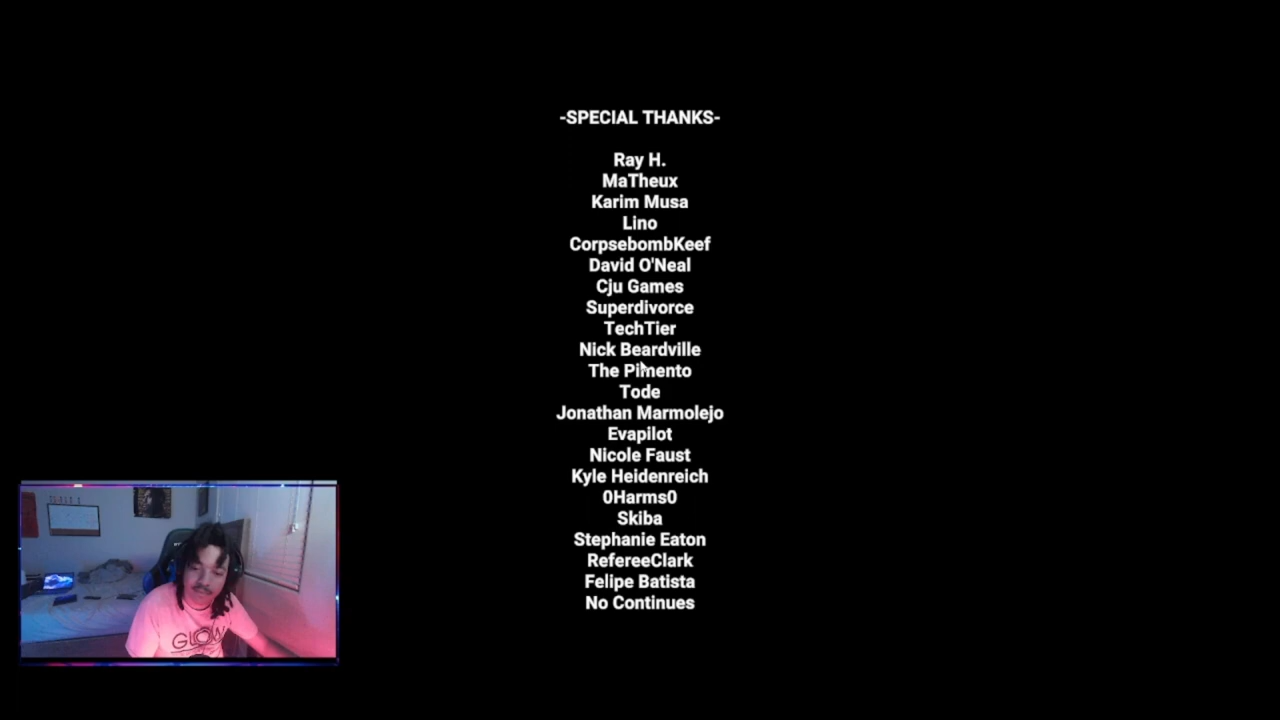 -SPECIAL THANKS-
Ray H.
MaTheux
Karim Musa
Lino
CorpsebombKeef
David O'Neal
Cju Games
Superdivorce
TechTier
Nick Beardville
The Pimento
Tode
Jonathan Marmolejo
Evapilot
Nicole Faust
Kyle Heidenreich
0Harms0
Skiba
Stephanie Eaton
RefereeClark
Felipe Batista
No Continues
GLOW